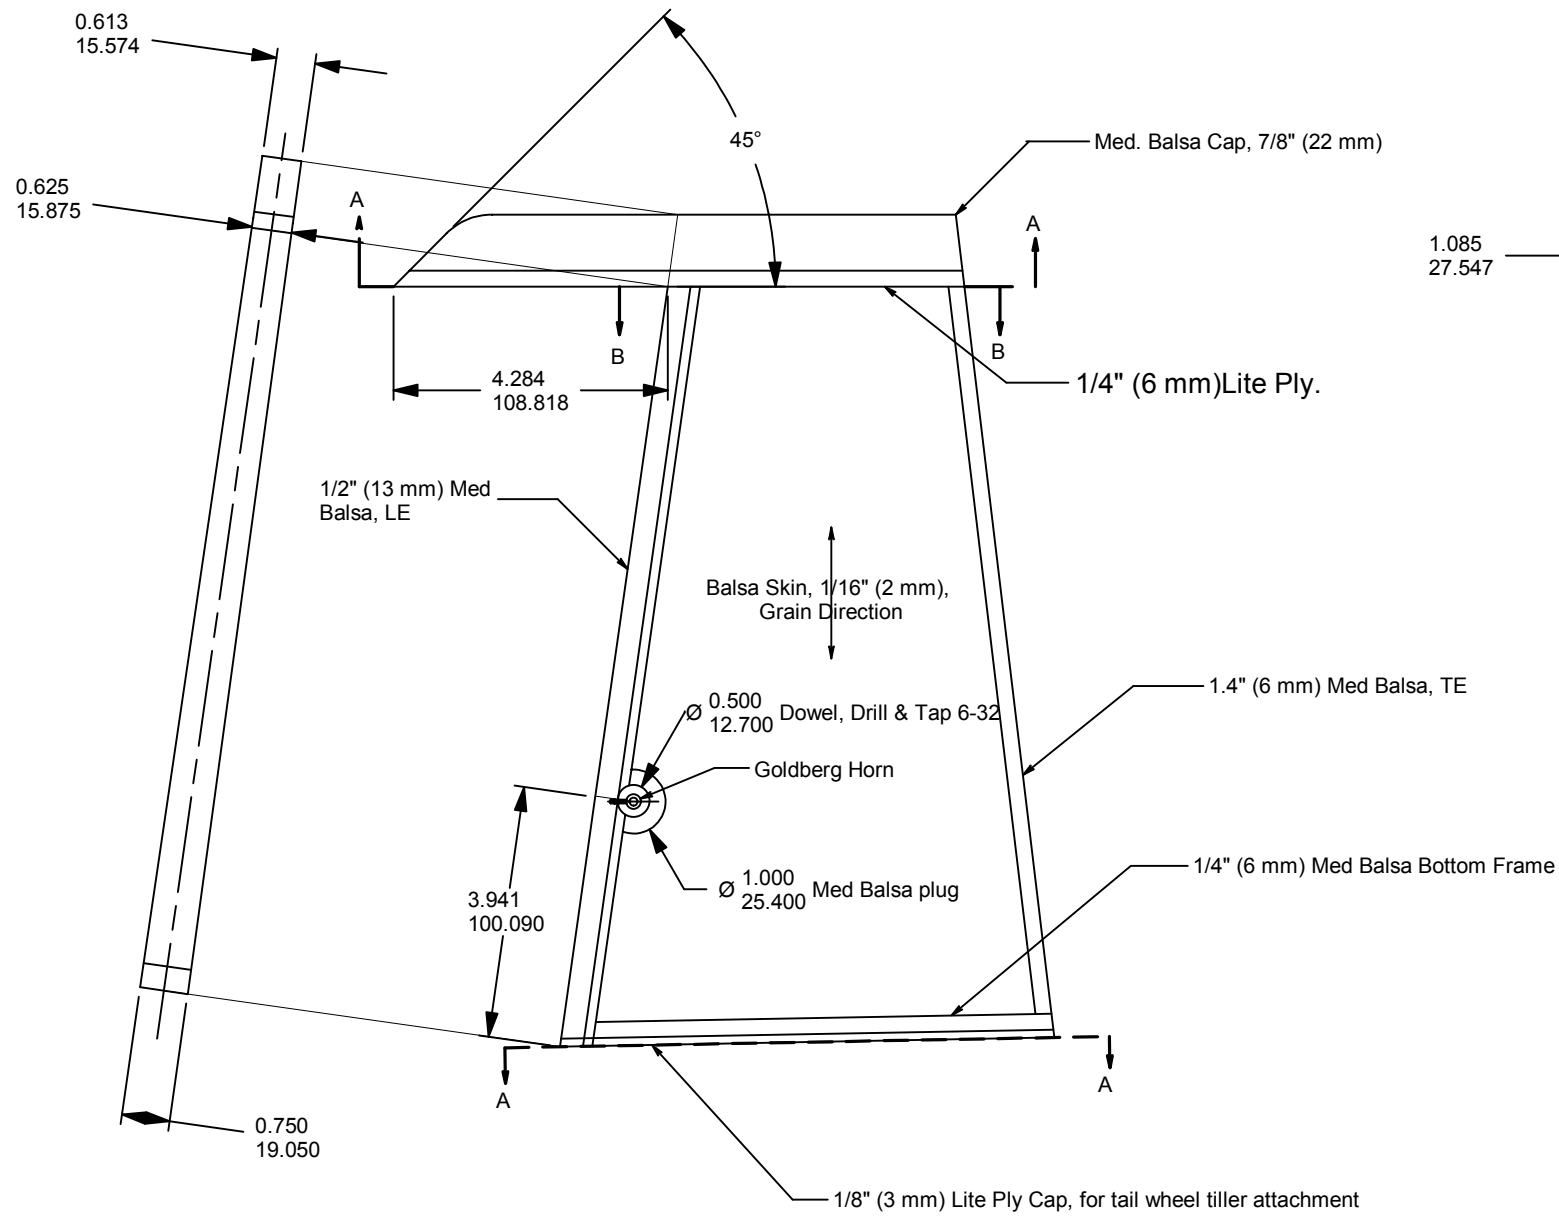 0.613
15.574
45°
Med. Balsa Cap, 7/8" (22 mm)
0.625
15.875
A
A
1.085
27.547
B
B
4.284
108.818
1/4" (6 mm)Lite Ply.
1/2" (13 mm) Med
Balsa, LE
Balsa Skin, 1/16" (2 mm),
Grain Direction
1.4" (6 mm) Med Balsa, TE
Ø 0.500
12.700 Dowel, Drill & Tap 6-32
Goldberg Horn
1/4" (6 mm) Med Balsa Bottom Frame
Ø 1.000
25.400 Med Balsa plug
3.941
100.090
A
A
0.750
19.050
1/8" (3 mm) Lite Ply Cap, for tail wheel tiller attachment